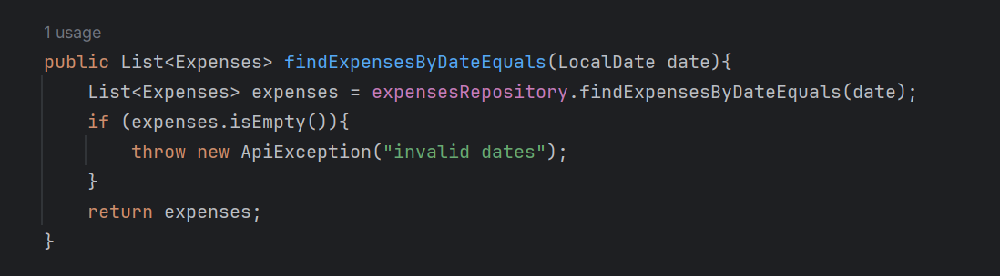 1 usage
public List<Expenses> findExpensesByDateEquals(LocalDate date){
    List<Expenses> expenses = expensesRepository.findExpensesByDateEquals(date);
    if (expenses.isEmpty()){
        throw new ApiException("invalid dates");
    }
    return expenses;
}